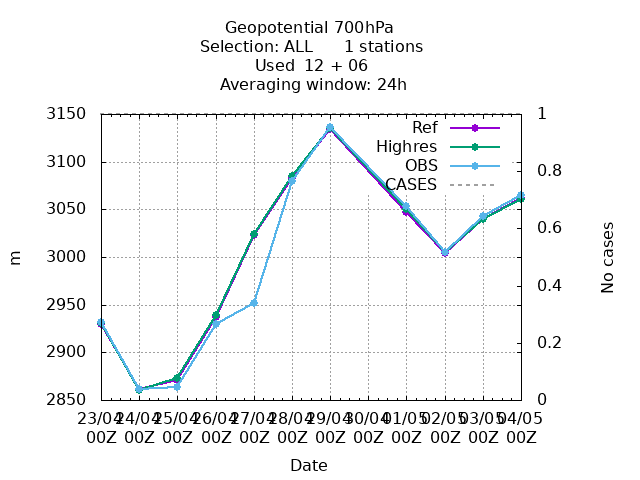 Geopotential 700hPa
Selection: ALL      1 stations
Used  12 + 06
Averaging window: 24h
3150
3100
3050
3000
2950
2900
2850
m
1
0.8
0.6
0.4
0.2
0
No cases
Ref
Highres
OBS
CASES
23/04 24/04 25/04 26/04 27/04 28/04 29/04 30/04 01/05 02/05 03/05 04/05
00Z 00Z 00Z 00Z 00Z 00Z 00Z 00Z 00Z 00Z 00Z 00Z
Date